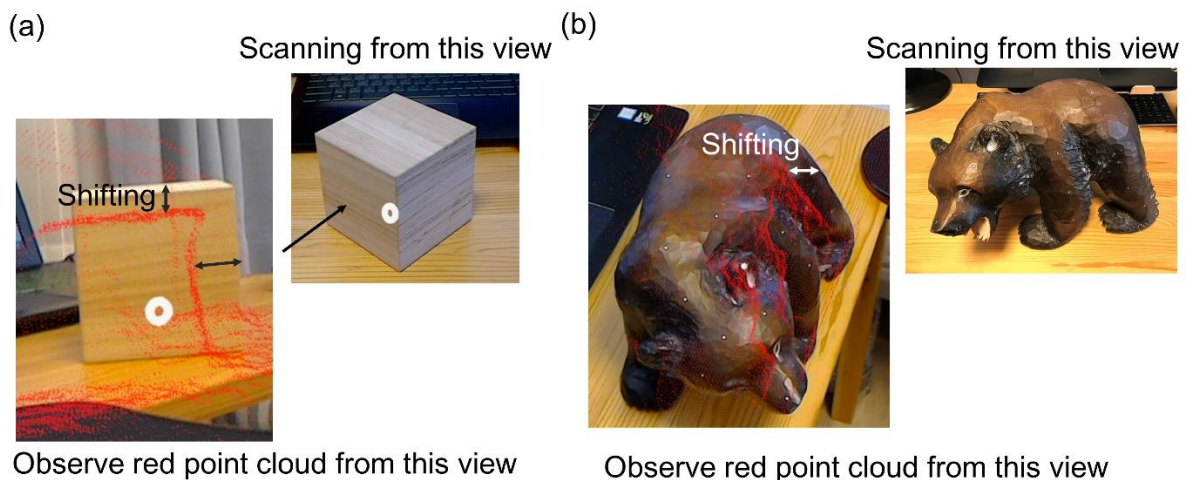 (a)
Scanning from this view
Shifting
Observe red point cloud from this view
(b)
Scanning from this view
Shifting
Observe red point cloud from this view